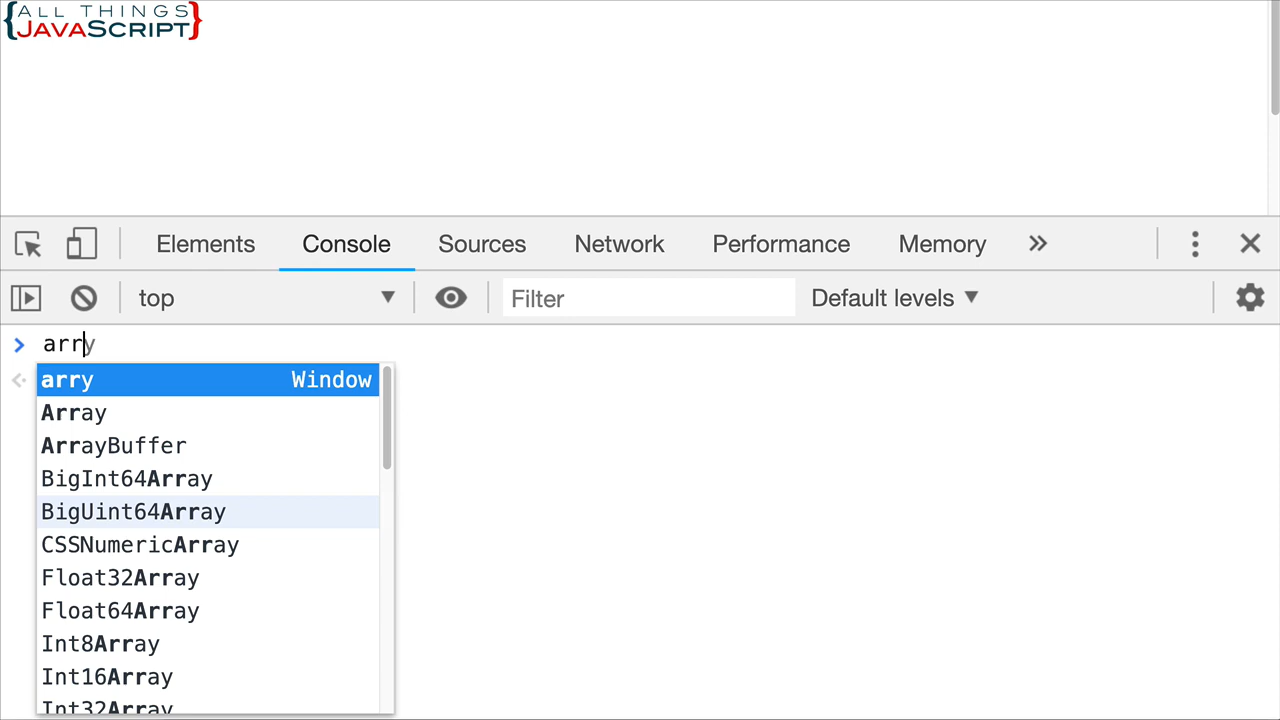 {ALL THINGS
JAVASCRIPT}
Elements Console Sources Network Performance Memory »
top Filter Default levels
> arry
arry Window
Array
ArrayBuffer
BigInt64Array
BigUint64Array
CSSNumericArray
Float32Array
Float64Array
Int8Array
Int16Array
Int32Array